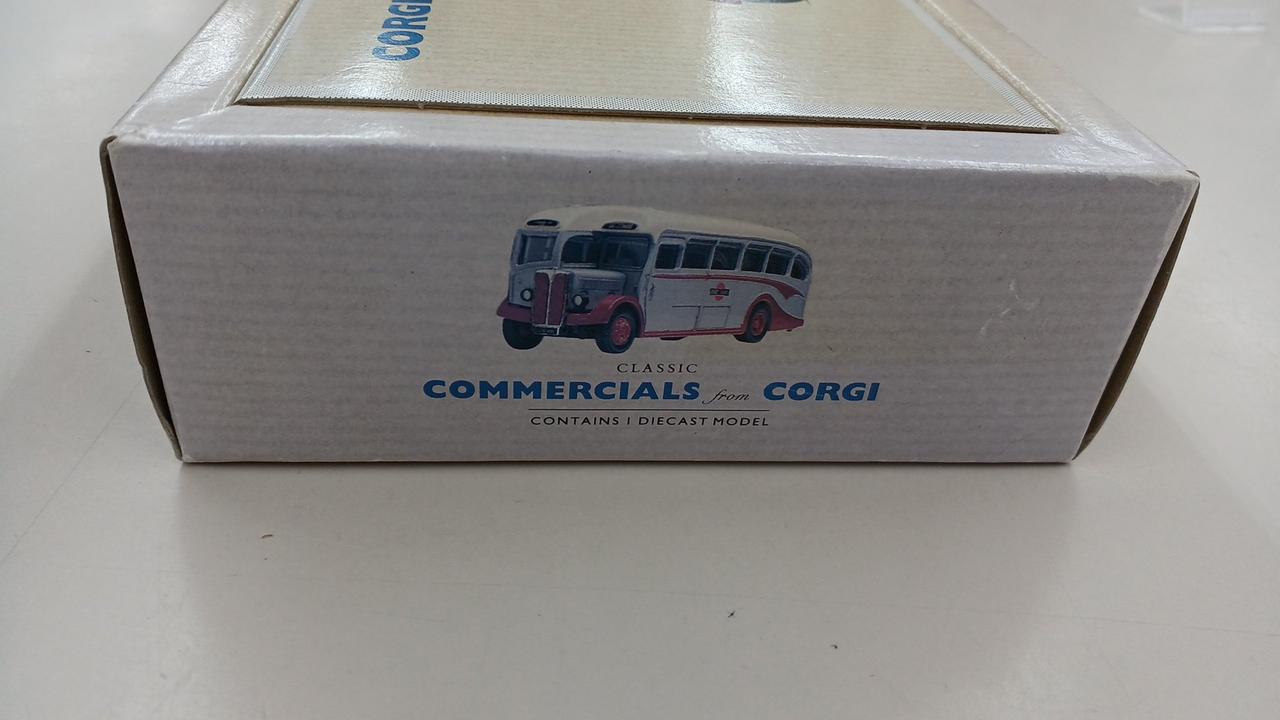 CORGI
CLASSIC
COMMERCIALS from CORGI
CONTAINS 1 DIECAST MODEL